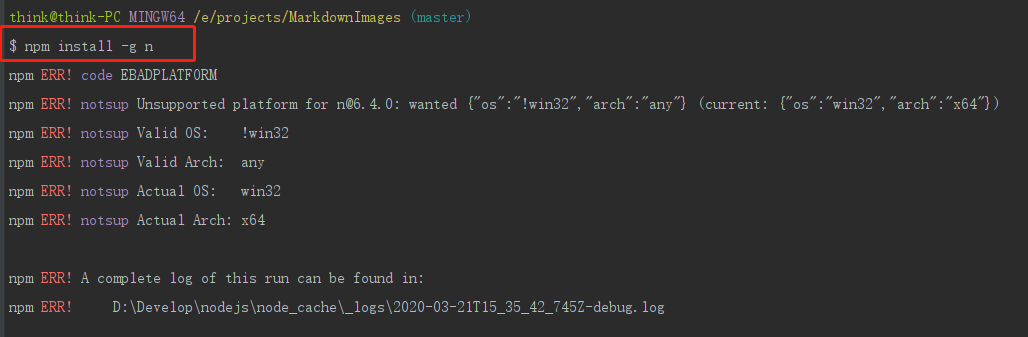 think@think-PC MINGW64 /e/projects/MarkdownImages (master)
$ npm install -g n
npm ERR! code EBADPLATFORM
npm ERR! notsup Unsupported platform for n@6.4.0: wanted {"os":"!win32","arch":"any"} (current: {"os":"win32","arch":"x64"})
npm ERR! notsup Valid OS:    !win32
npm ERR! notsup Valid Arch:  any
npm ERR! notsup Actual OS:   win32
npm ERR! notsup Actual Arch: x64
npm ERR! A complete log of this run can be found in:
npm ERR!     D:\Develop\nodejs\node_cache\_logs\2020-03-21T15_35_42_745Z-debug.log